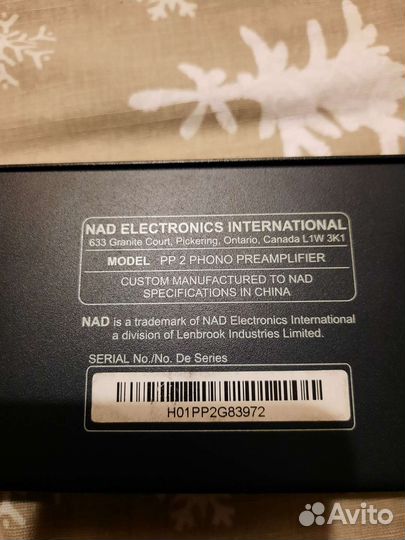 NAD ELECTRONICS INTERNATIONAL
633 Granite Court, Pickering, Ontario, Canada L1W 3K1
MODEL PP 2 PHONO PREAMPLIFIER
CUSTOM MANUFACTURED TO NAD
SPECIFICATIONS IN CHINA
NAD is a trademark of NAD Electronics International
a division of Lenbrook Industries Limited.
SERIAL No./No. De Series
H01PP2G83972
Avito